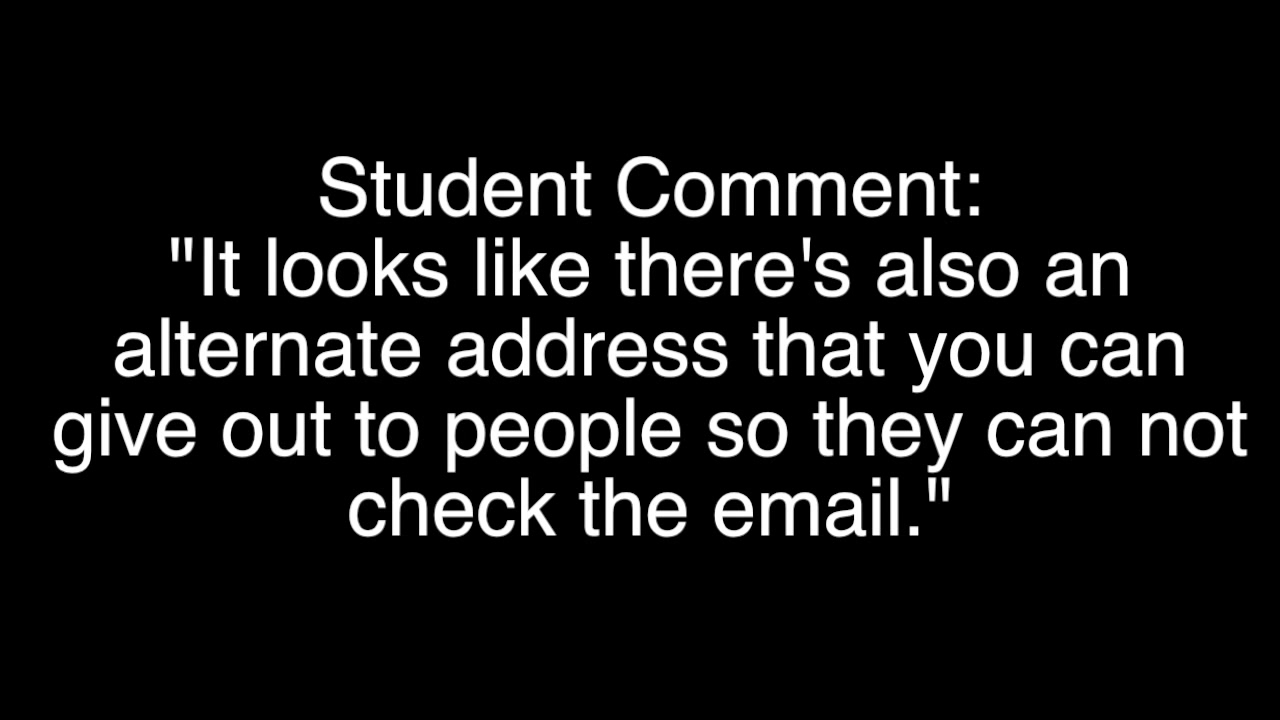 Student Comment:
"It looks like there's also an
alternate address that you can
give out to people so they can not
check the email."